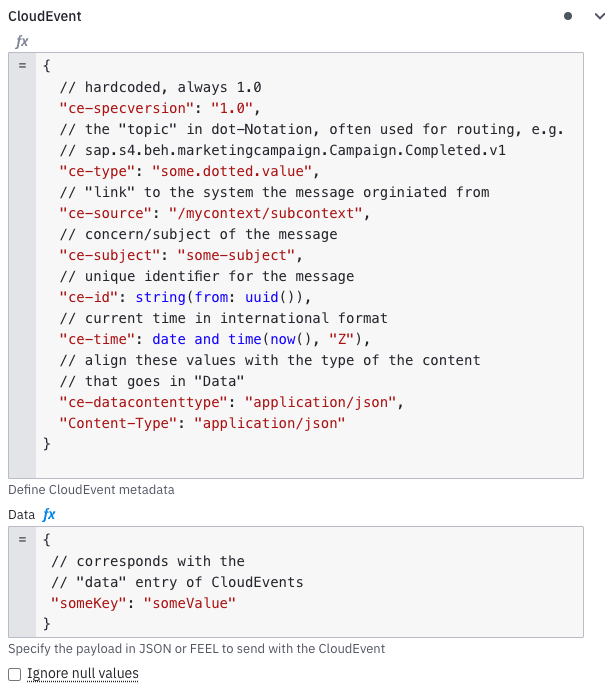 CloudEvent
fx
= {
// hardcoded, always 1.0
"ce-specversion": "1.0",
// the "topic" in dot-Notation, often used for routing, e.g.
// sap.s4.beh.marketingcampaign.Campaign.Completed.v1
"ce-type": "some.dotted.value",
// "link" to the system the message orginiated from
"ce-source": "/mycontext/subcontext",
// concern/subject of the message
"ce-subject": "some-subject",
// unique identifier for the message
"ce-id": string(from: uuid()),
// current time in international format
"ce-time": date and time(now(), "Z"),
// align these values with the type of the content
// that goes in "Data"
"ce-datacontenttype": "application/json",
"Content-Type": "application/json"
}
Define CloudEvent metadata
Data fx
= {
// corresponds with the
// "data" entry of CloudEvents
"someKey": "someValue"
}
Specify the payload in JSON or FEEL to send with the CloudEvent
Ignore null values